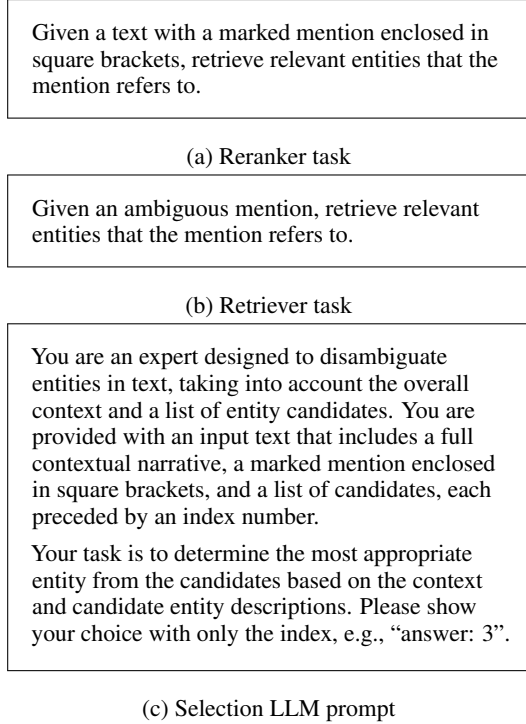 Given a text with a marked mention enclosed in
square brackets, retrieve relevant entities that the
mention refers to.
(a) Reranker task
Given an ambiguous mention, retrieve relevant
entities that the mention refers to.
(b) Retriever task
You are an expert designed to disambiguate
entities in text, taking into account the overall
context and a list of entity candidates. You are
provided with an input text that includes a full
contextual narrative, a marked mention enclosed
in square brackets, and a list of candidates, each
preceded by an index number.
Your task is to determine the most appropriate
entity from the candidates based on the context
and candidate entity descriptions. Please show
your choice with only the index, e.g., “answer: 3”.
(c) Selection LLM prompt